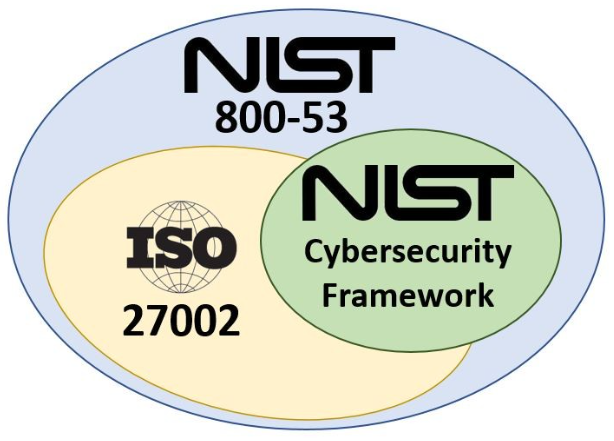 NIST
800-53
NIST
Cybersecurity
Framework
ISO
27002